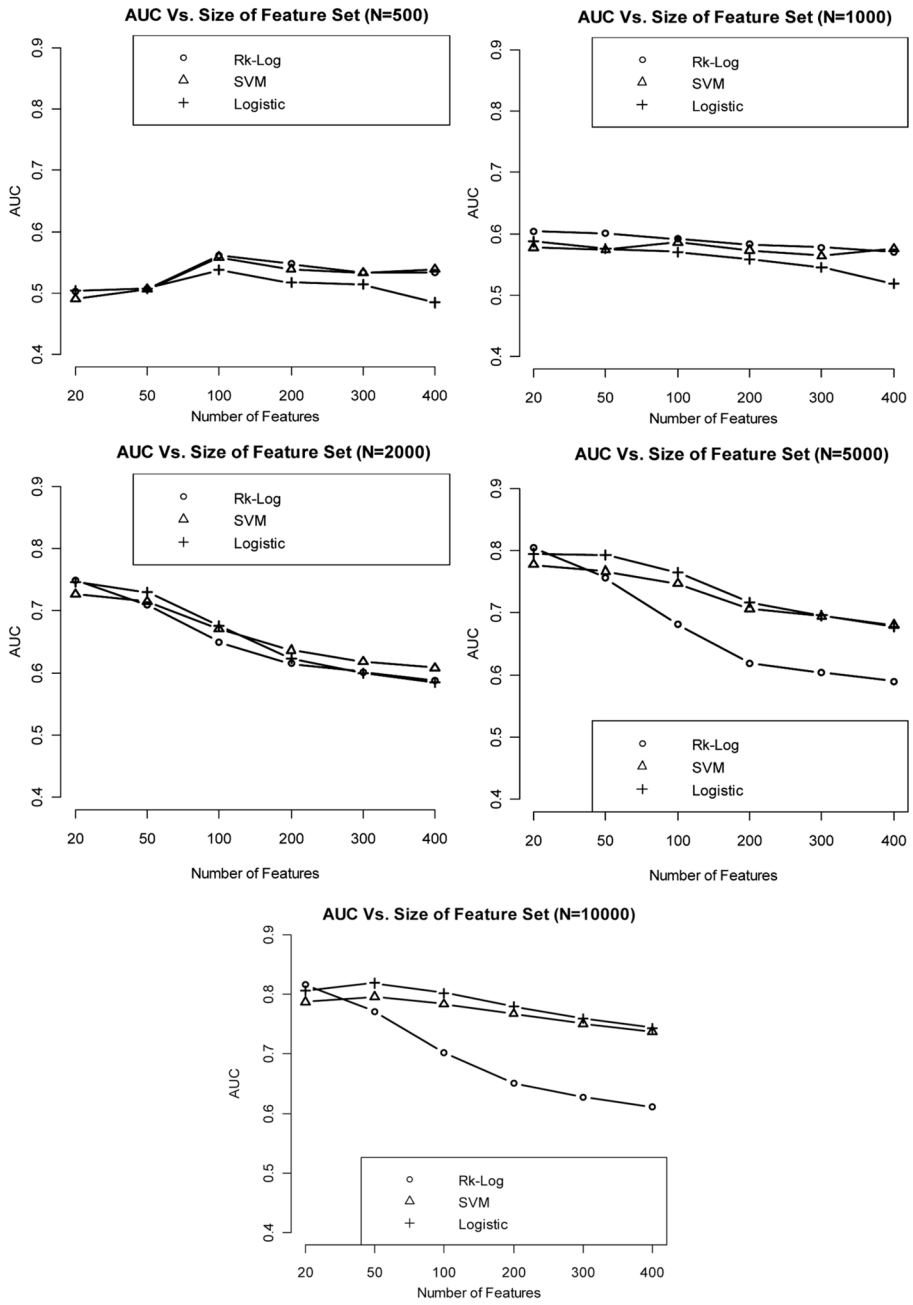 AUC Vs. Size of Feature Set (N=500)
Rk-Log
SVM
Logistic
AUC
0.9
0.8
0.7
0.6
0.5
0.4
20 50 100 200 300 400
Number of Features
AUC Vs. Size of Feature Set (N=1000)
Rk-Log
SVM
Logistic
AUC
0.9
0.8
0.7
0.6
0.5
0.4
20 50 100 200 300 400
Number of Features
AUC Vs. Size of Feature Set (N=2000)
Rk-Log
SVM
Logistic
AUC
0.9
0.8
0.7
0.6
0.5
0.4
20 50 100 200 300 400
Number of Features
AUC Vs. Size of Feature Set (N=5000)
AUC
0.9
0.8
0.7
0.6
0.5
0.4
Rk-Log
SVM
Logistic
20 50 100 200 300 400
Number of Features
AUC Vs. Size of Feature Set (N=10000)
AUC
0.9
0.8
0.7
0.6
0.5
0.4
Rk-Log
SVM
Logistic
20 50 100 200 300 400
Number of Features